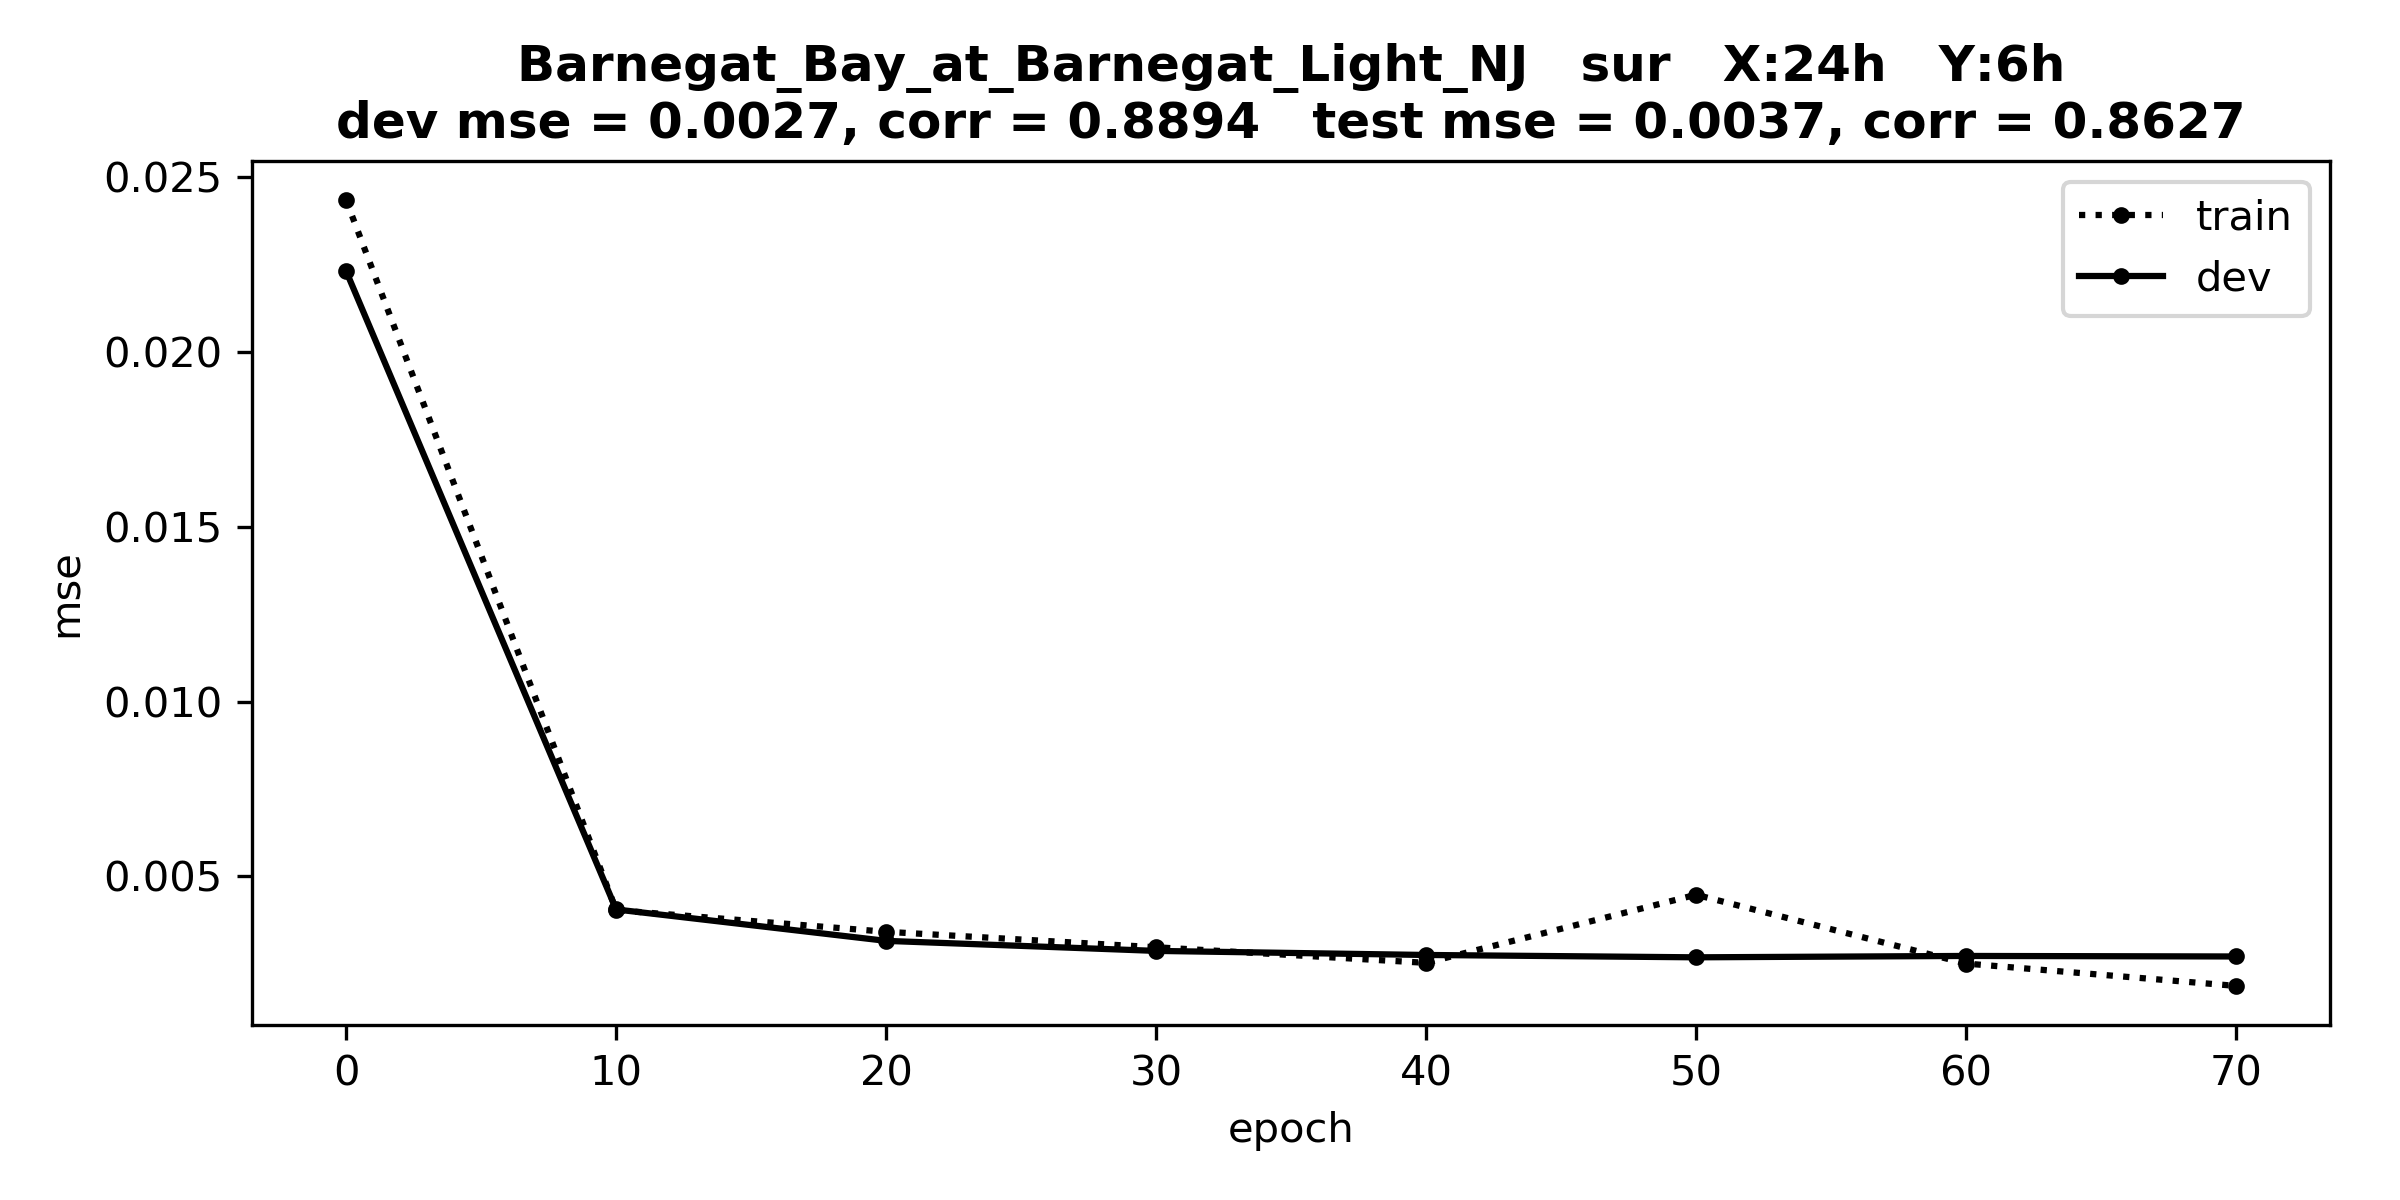 Barnegat_Bay_at_Barnegat_Light_NJ   sur   X:24h   Y:6h
dev mse = 0.0027, corr = 0.8894   test mse = 0.0037, corr = 0.8627
0.025
0.020
0.015
0.010
0.005
mse
train
dev
0 10 20 30 40 50 60 70
epoch